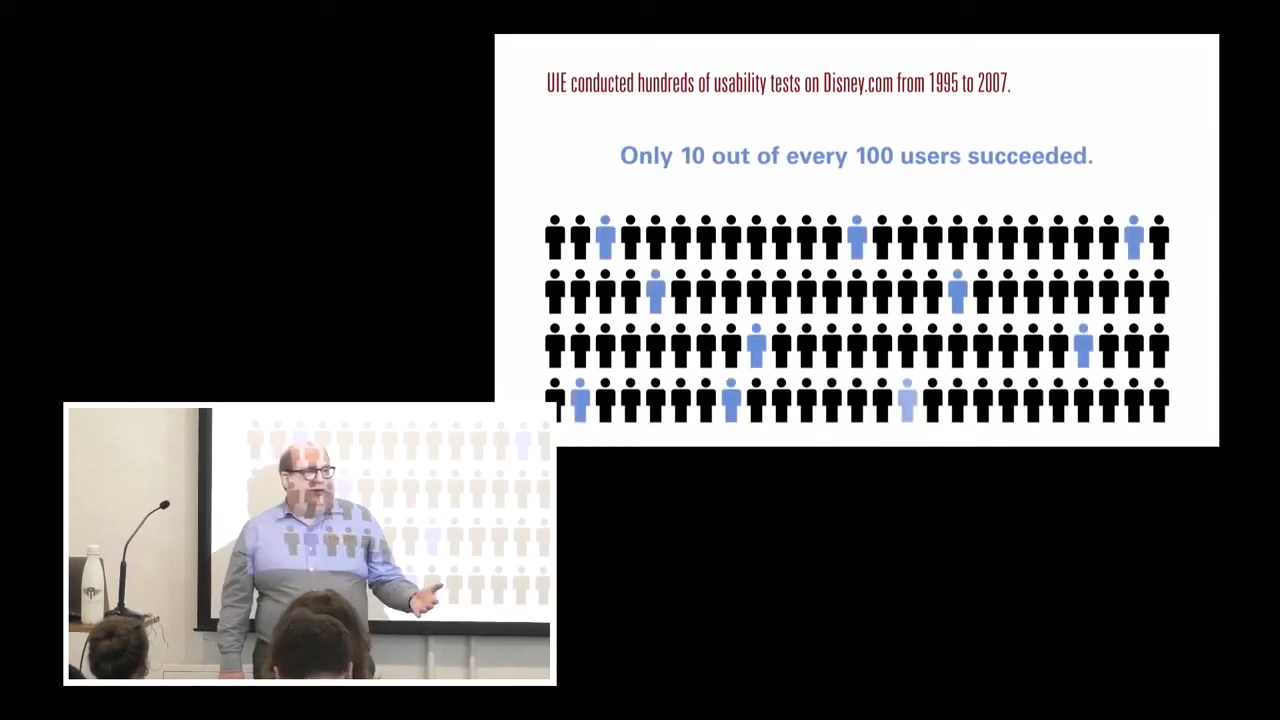 UIE conducted hundreds of usability tests on Disney.com from 1995 to 2007.
Only 10 out of every 100 users succeeded.